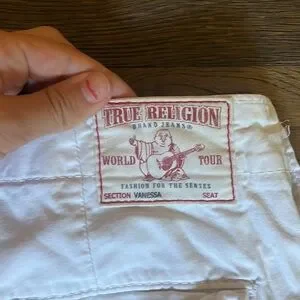 TRUE RELIGION
BRAND JEANS®
WORLD TOUR
FASHION FOR THE SENSES
SECTION VANESSA SEAT